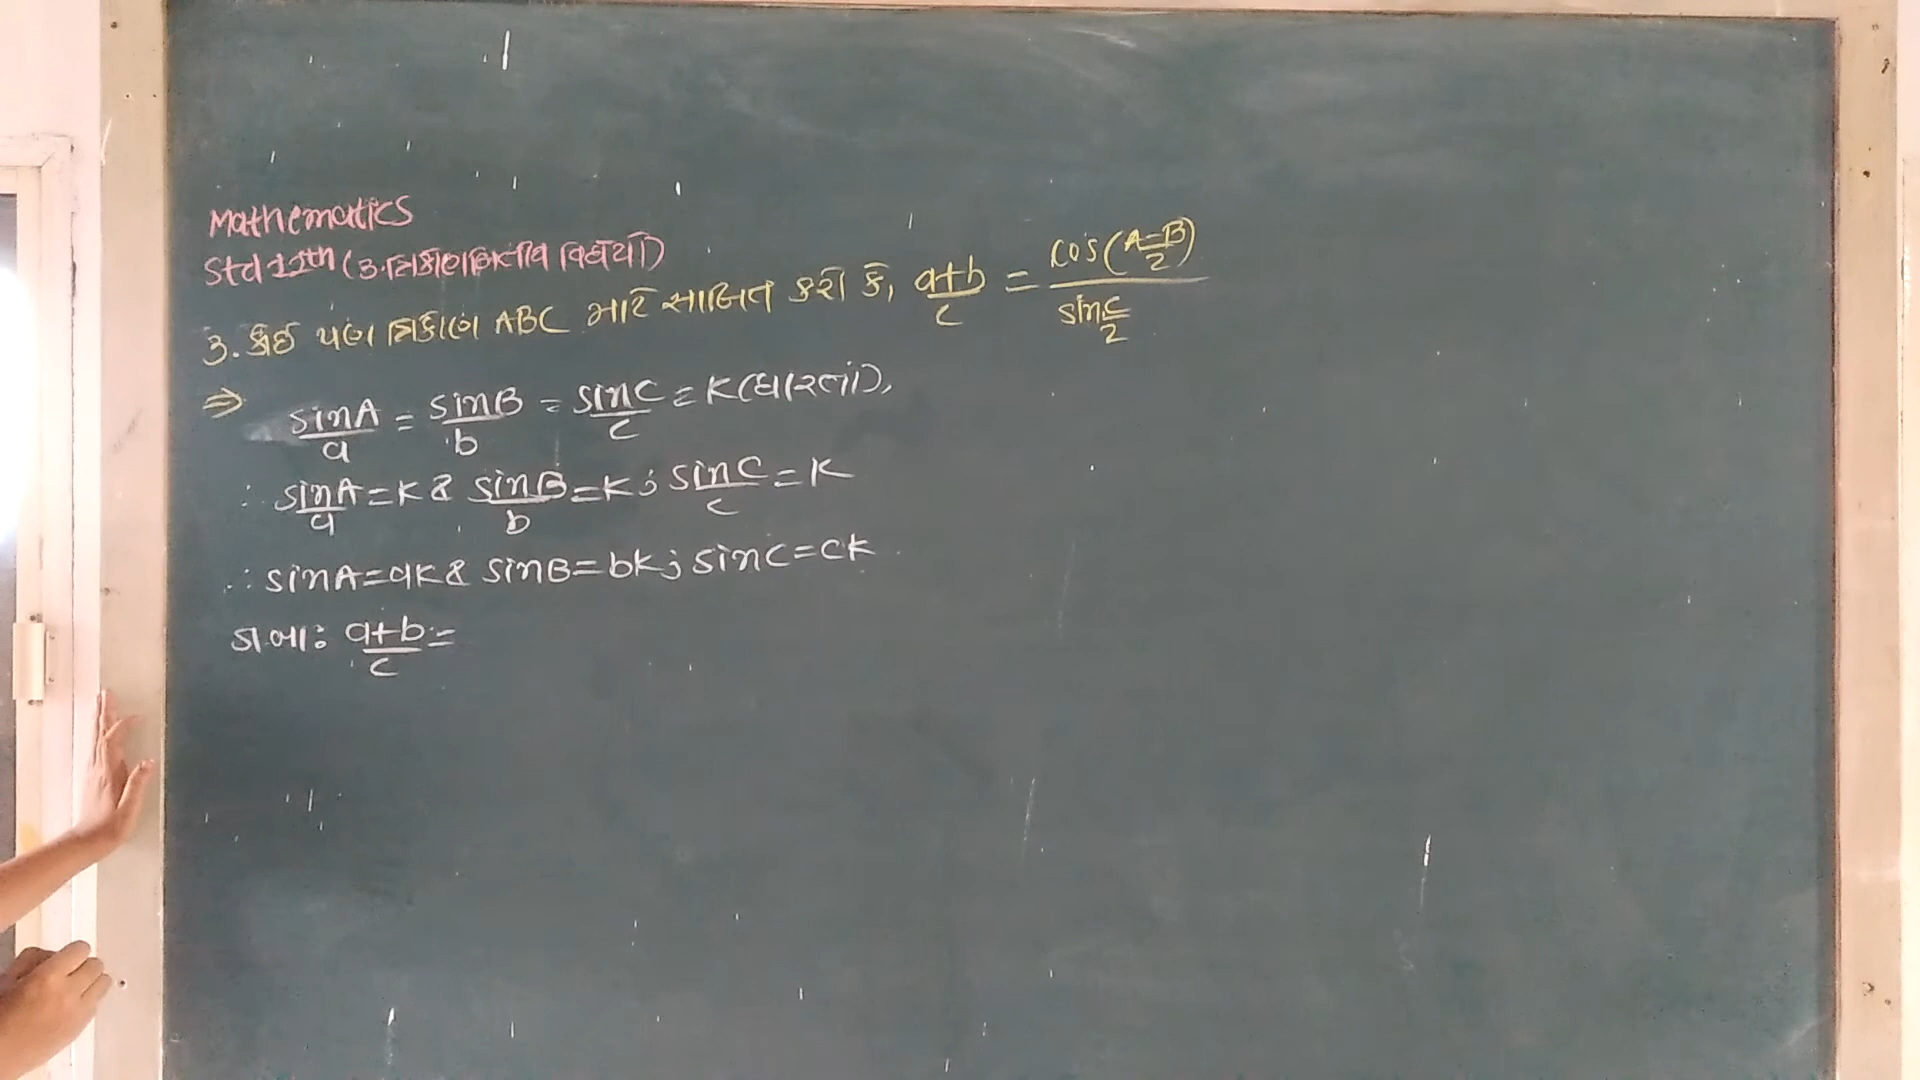 Mathematics
Std 11th (3.ત્રિકોણમિતીય વિધેયો)
3. કોઈ પણ ત્રિકોણ ABC માટે સાબિત કરો કે, a+b/c = cos(A-B/2)/sin C/2
⇒ sinA/a = sinB/b = sinC/c = K(ધારતાં),
∴ sinA/a = K & sinB/b = K ; sinC/c = K
∴ sinA = aK & sinB = bK ; sinC = cK
ડા.બા.: a+b/c =